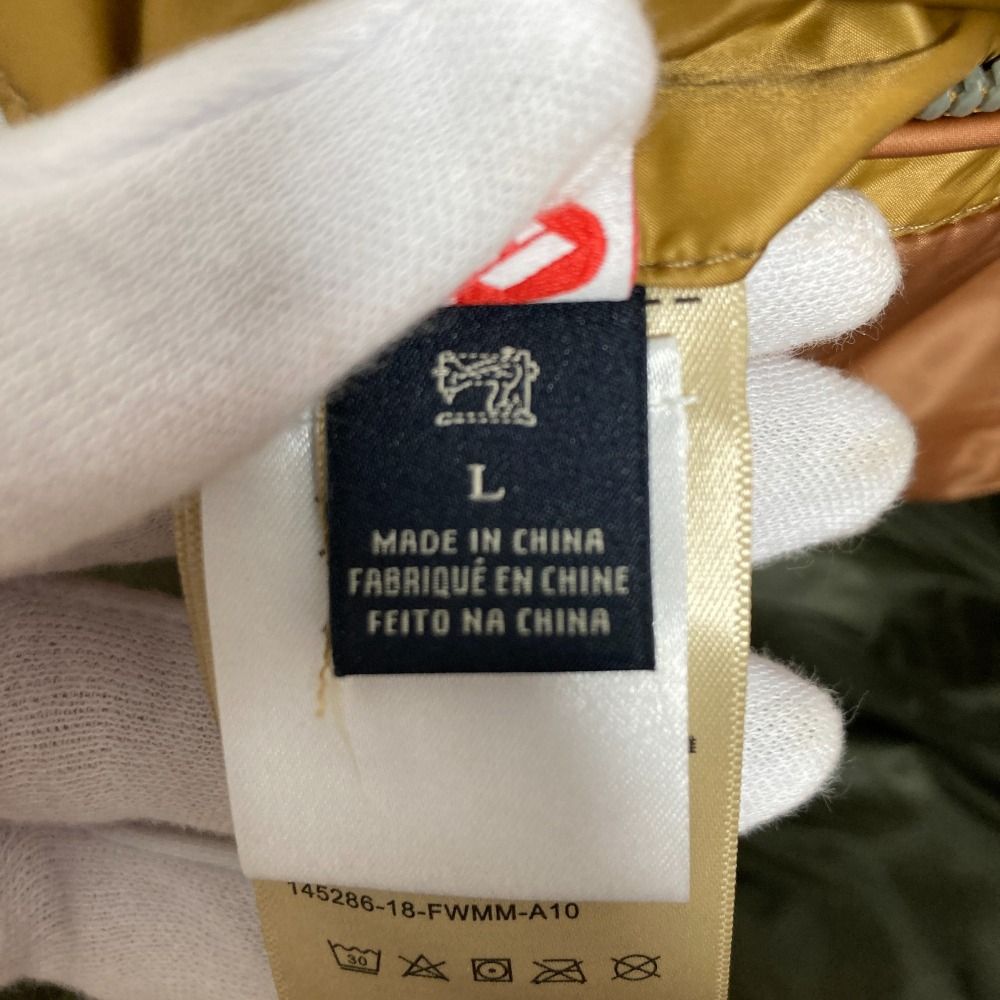 L
MADE IN CHINA
FABRIQUÉ EN CHINE
FEITO NA CHINA
145286-18-FWMM-A10
30